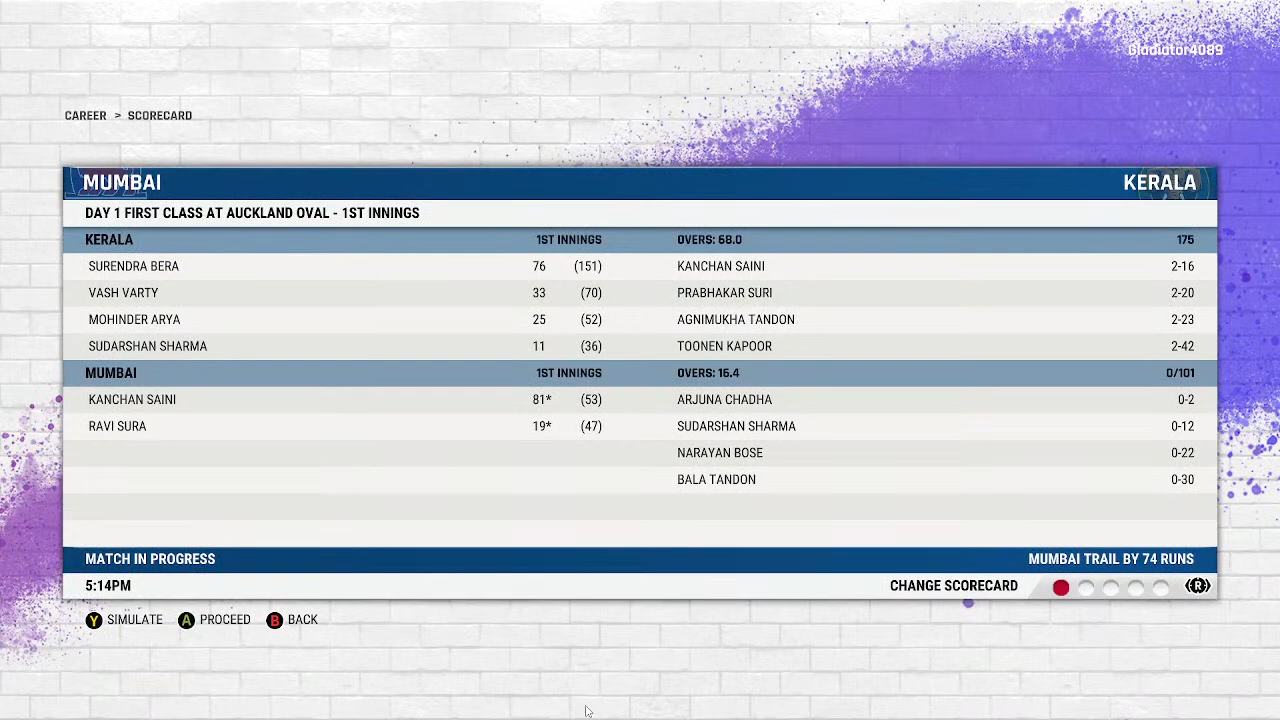 Gladiator4089
CAREER > SCORECARD
MUMBAI KERALA
DAY 1 FIRST CLASS AT AUCKLAND OVAL - 1ST INNINGS
KERALA 1ST INNINGS OVERS: 68.0 175
SURENDRA BERA 76 (151) KANCHAN SAINI 2-16
VASH VARTY 33 (70) PRABHAKAR SURI 2-20
MOHINDER ARYA 25 (52) AGNIMUKHA TANDON 2-23
SUDARSHAN SHARMA 11 (36) TOONEN KAPOOR 2-42
MUMBAI 1ST INNINGS OVERS: 16.4 0/101
KANCHAN SAINI 81* (53) ARJUNA CHADHA 0-2
RAVI SURA 19* (47) SUDARSHAN SHARMA 0-12
NARAYAN BOSE 0-22
BALA TANDON 0-30
MATCH IN PROGRESS MUMBAI TRAIL BY 74 RUNS
5:14PM CHANGE SCORECARD R
Y SIMULATE A PROCEED B BACK